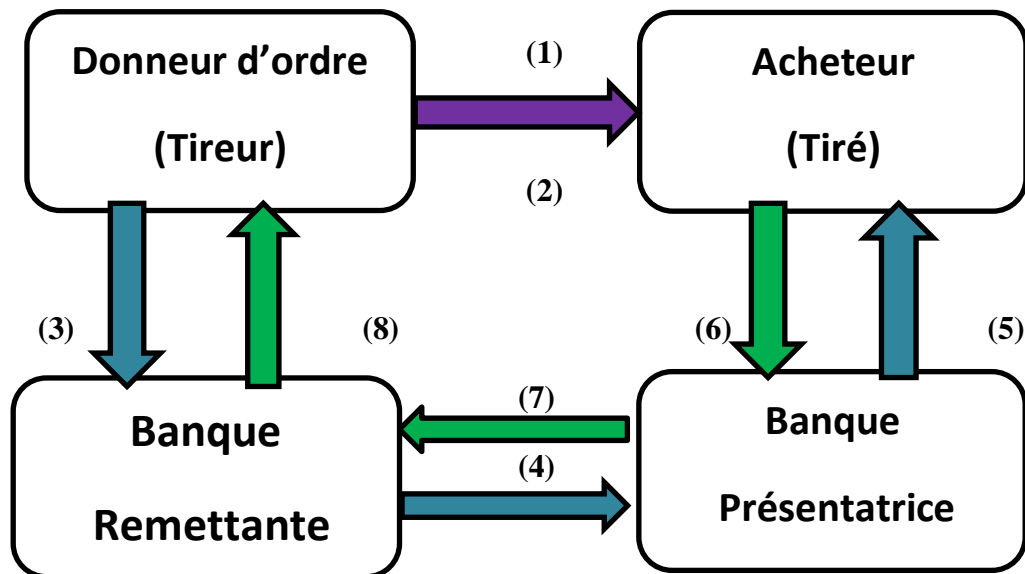 Donneur d’ordre
(Tireur)
(1)
(2)
Acheteur
(Tiré)
(3)
(8)
(6)
(5)
Banque
Remettante
(7)
(4)
Banque
Présentatrice